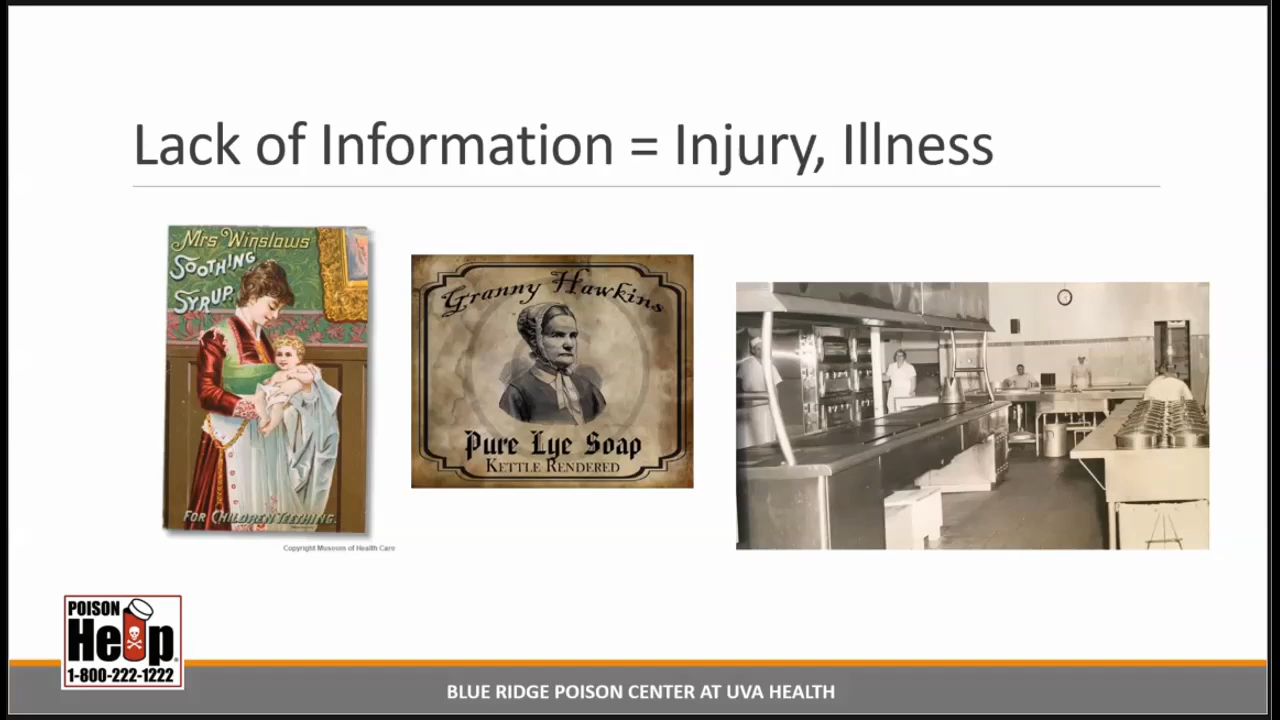 Lack of Information = Injury, Illness
Mrs Winslows
SOOTHING
SYRUP.
FOR CHILDREN TEETHING.
Copyright Museum of Health Care
Granny Hawkins
Pure Lye Soap
KETTLE RENDERED
POISON
Help
1-800-222-1222
BLUE RIDGE POISON CENTER AT UVA HEALTH